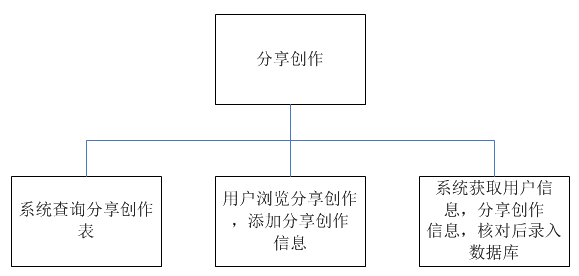 分享创作
系统查询分享创作
表
用户浏览分享创作
，添加分享创作
信息
系统获取用户信
息，分享创作
信息，核对后录入
数据库